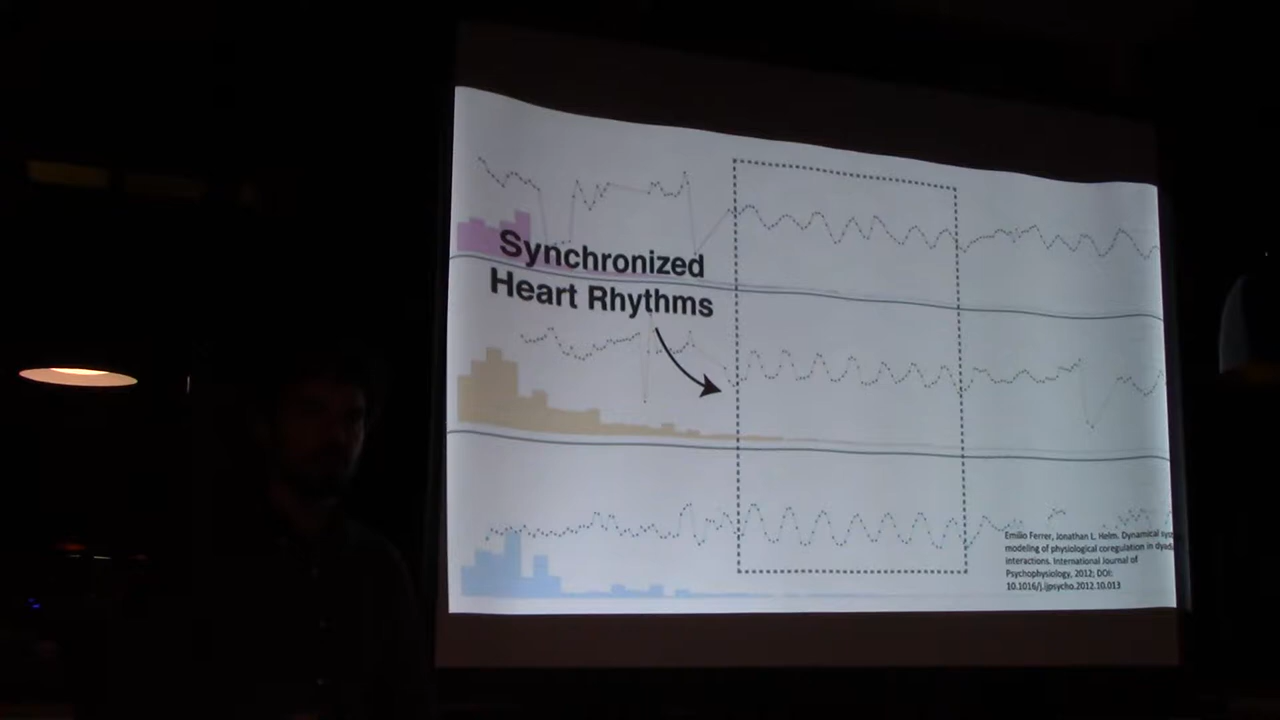 Synchronized
Heart Rhythms
Emilio Ferrer, Jonathan L. Helm. Dynamical sys
modeling of physiological coregulation in dyad
interactions. International Journal of
Psychophysiology, 2012; DOI:
10.1016/j.ijpsycho.2012.10.013